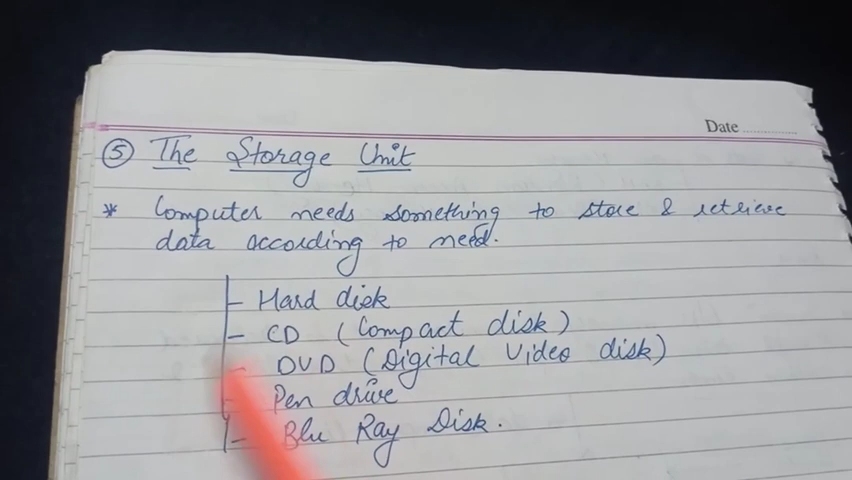 Date
⑤ The Storage Unit
* Computer needs something to store & retrieve
data according to need.
- Hard disk
- CD (Compact disk)
- DVD (Digital Video disk)
- Pen drive
- Blu Ray Disk.